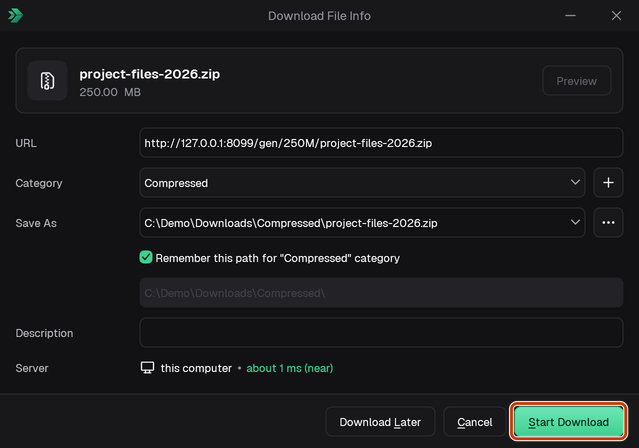 Download File Info
project-files-2026.zip
250.00 MB
Preview
URL
http://127.0.0.1:8099/gen/250M/project-files-2026.zip
Category
Compressed
Save As
C:\Demo\Downloads\Compressed\project-files-2026.zip
Remember this path for "Compressed" category
C:\Demo\Downloads\Compressed\
Description
Server
this computer • about 1 ms (near)
Download Later
Cancel
Start Download